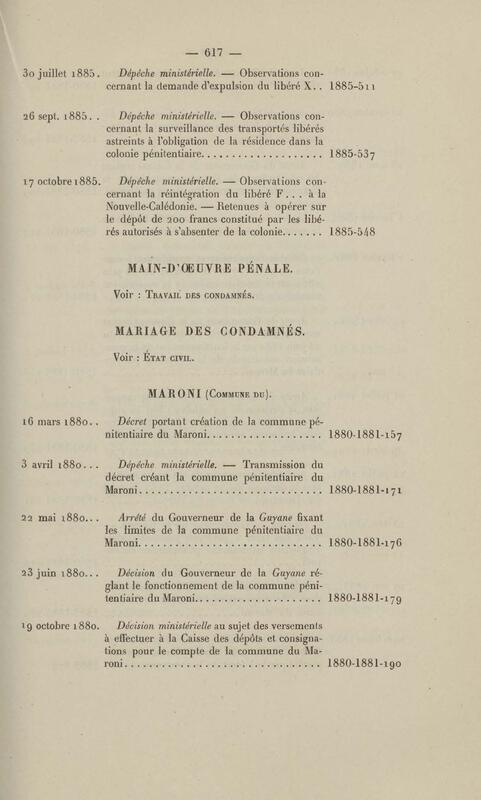 — 617 —
30 juillet 1885. Dépêche ministérielle. — Observations con-
cernant la demande d'expulsion du libéré X.. 1885-511
26 sept. 1885.. Dépêche ministérielle. — Observations con-
cernant la surveillance des transportés libérés
astreints à l'obligation de la résidence dans la
colonie pénitentiaire.................... 1885-537
17 octobre 1885. Dépêche ministérielle. — Observations con-
cernant la réintégration du libéré F... à la
Nouvelle-Calédonie. — Retenues à opérer sur
le dépôt de 200 francs constitué par les libé-
rés autorisés à s'absenter de la colonie....... 1885-548
MAIN-D'ŒUVRE PÉNALE.
Voir : TRAVAIL DES CONDAMNÉS.
MARIAGE DES CONDAMNÉS.
Voir : ÉTAT CIVIL.
MARONI (COMMUNE DU).
16 mars 1880.. Décret portant création de la commune pé-
nitentiaire du Maroni.................. 1880-1881-157
3 avril 1880... Dépêche ministérielle. — Transmission du
décret créant la commune pénitentiaire du
Maroni............................. 1880-1881-171
22 mai 1880... Arrêté du Gouverneur de la Guyane fixant
les limites de la commune pénitentiaire du
Maroni............................. 1880-1881-176
23 juin 1880... Décision du Gouverneur de la Guyane ré-
glant le fonctionnement de la commune péni-
tentiaire du Maroni.................... 1880-1881-179
19 octobre 1880. Décision ministérielle au sujet des versements
à effectuer à la Caisse des dépôts et consigna-
tions pour le compte de la commune du Ma-
roni............................... 1880-1881-190